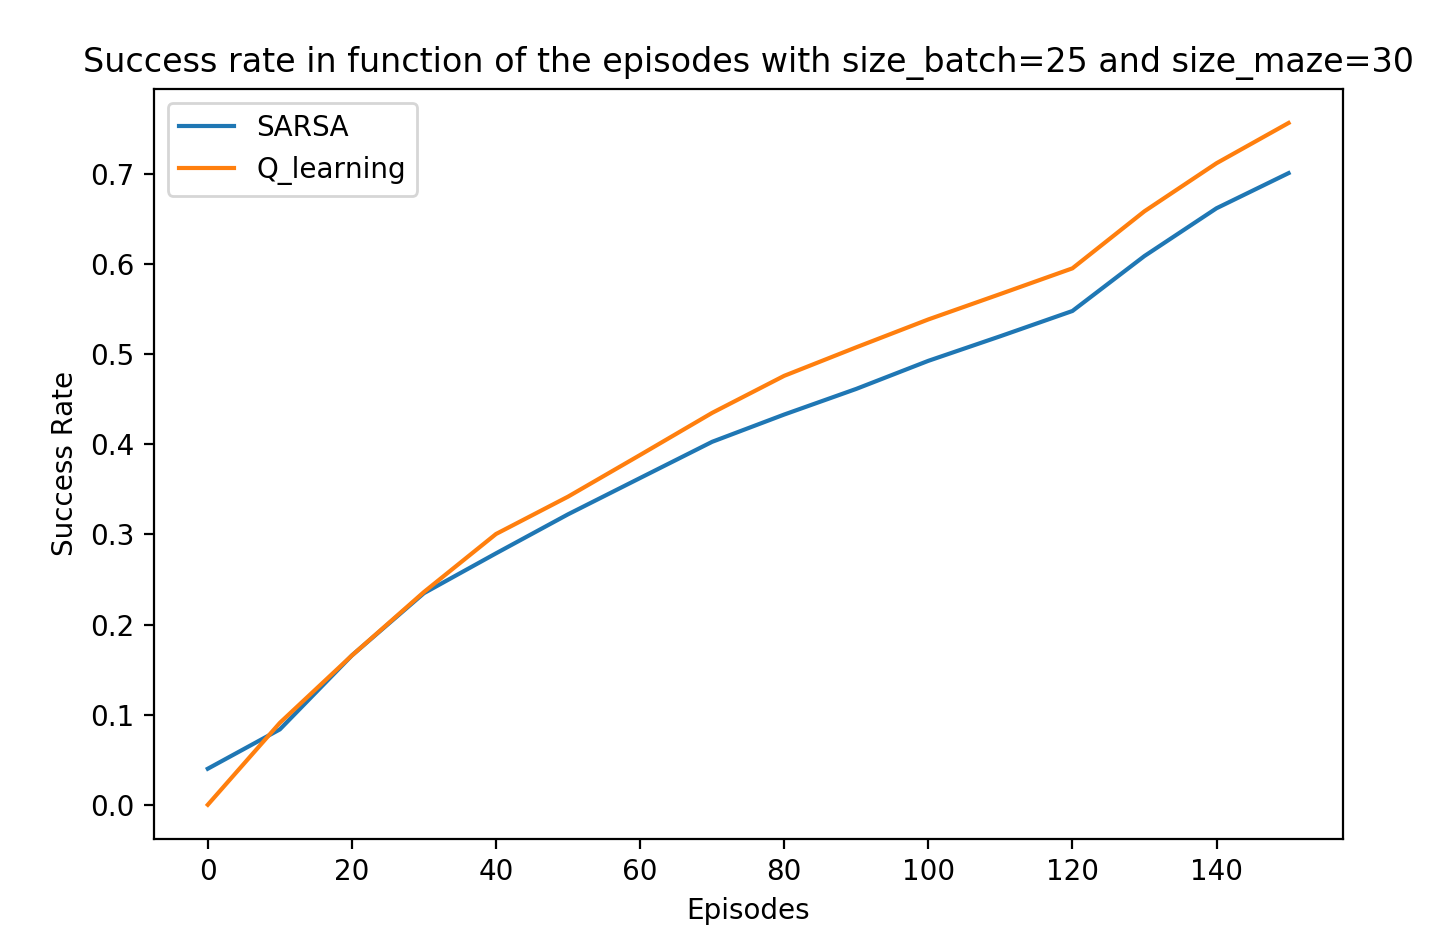 Success rate in function of the episodes with size_batch=25 and size_maze=30
SARSA
Q_learning
0.7
0.6
0.5
0.4
0.3
0.2
0.1
0.0
Success Rate
0 20 40 60 80 100 120 140
Episodes